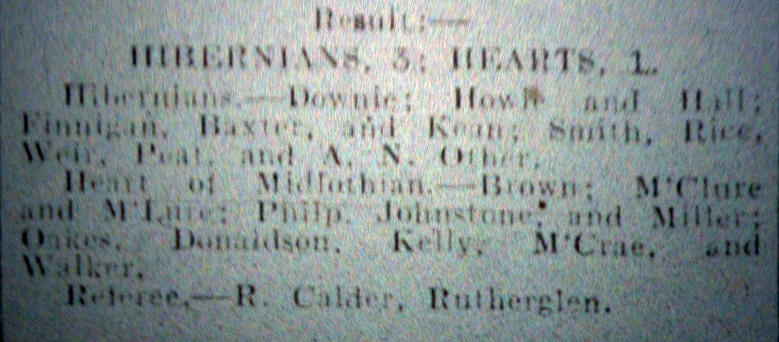 Result:—
HIBERNIANS, 3; HEARTS, 1.
Hibernians.—Downie; Howie and Hall;
Finnigan, Baxter, and Kean; Smith, Rice,
Weir, Peat, and A. N. Other.
Heart of Midlothian.—Brown; M'Clure
and M'Lure; Philp, Johnstone, and Miller;
Oakes, Donaldson, Kelly, M'Crae, and
Walker.
Referee.—R. Calder, Rutherglen.